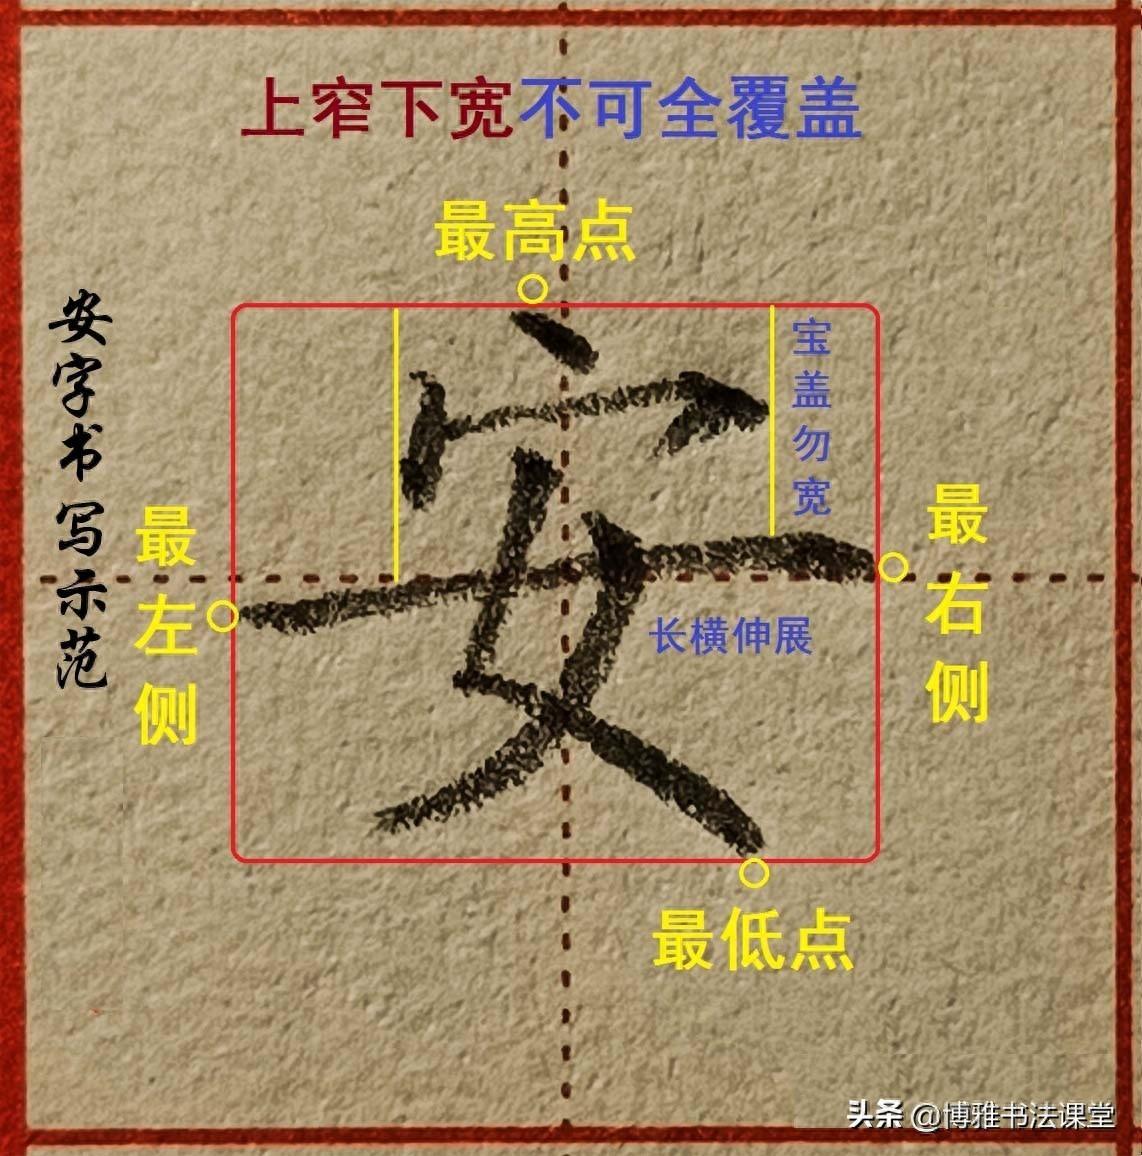 上窄下宽不可全覆盖
最高点
安字书写示范
宝盖勿宽
安
最左侧
最右侧
长横伸展
最低点
头条 @博雅书法课堂